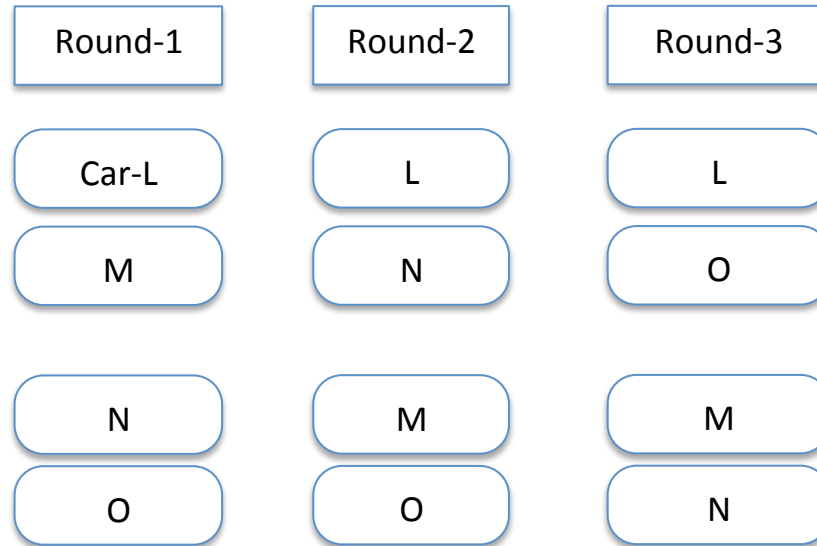 Round-1 Round-2 Round-3
Car-L L L
M N O
N M M
O O N